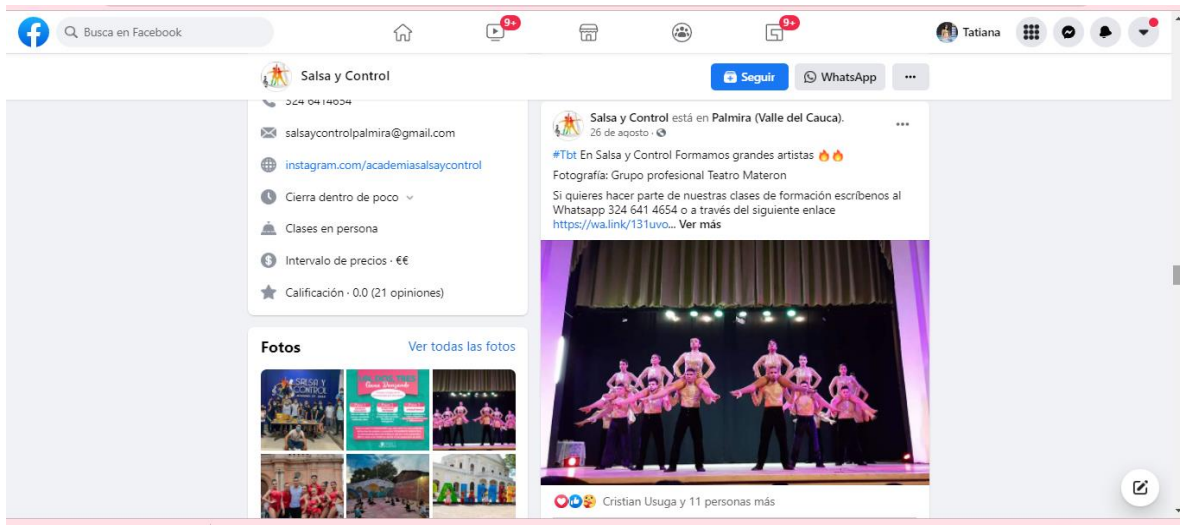 Busca en Facebook
9+
9+
Tatiana
Salsa y Control
Seguir
WhatsApp
324 6414654
salsaycontrolpalmira@gmail.com
instagram.com/academiasalsaycontrol
Cierra dentro de poco
Clases en persona
Intervalo de precios · €€
Calificación · 0.0 (21 opiniones)
Fotos
Ver todas las fotos
SALSA Y
CONTROL
Salsa y Control está en Palmira (Valle del Cauca).
26 de agosto ·
#Tbt En Salsa y Control Formamos grandes artistas 🔥🔥
Fotografía: Grupo profesional Teatro Materon
Si quieres hacer parte de nuestras clases de formación escríbenos al
Whatsapp 324 641 4654 o a través del siguiente enlace
https://wa.link/131uvo... Ver más
Cristian Usuga y 11 personas más